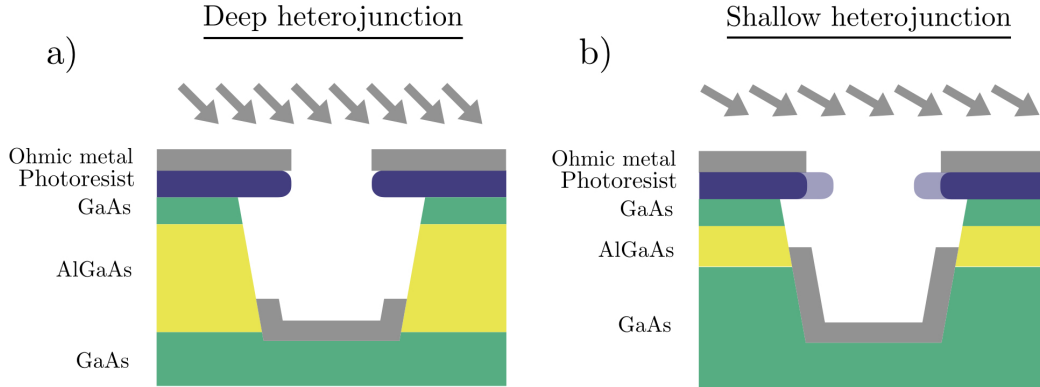 Deep heterojunction
a)
Ohmic metal
Photoresist
GaAs
AlGaAs
GaAs
Shallow heterojunction
b)
Ohmic metal
Photoresist
GaAs
AlGaAs
GaAs